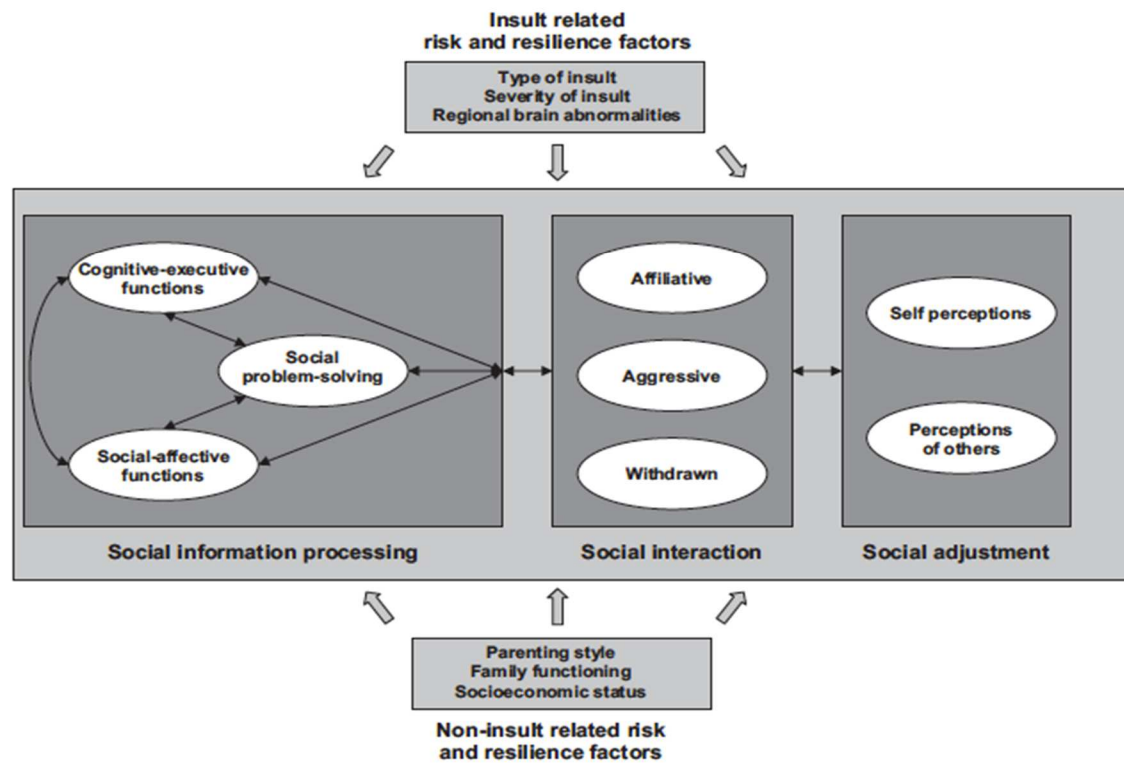 Insult related
risk and resilience factors
Type of insult
Severity of insult
Regional brain abnormalities
Cognitive-executive
functions
Social
problem-solving
Social-affective
functions
Social information processing
Affiliative
Aggressive
Withdrawn
Social interaction
Self perceptions
Perceptions
of others
Social adjustment
Parenting style
Family functioning
Socioeconomic status
Non-insult related risk
and resilience factors